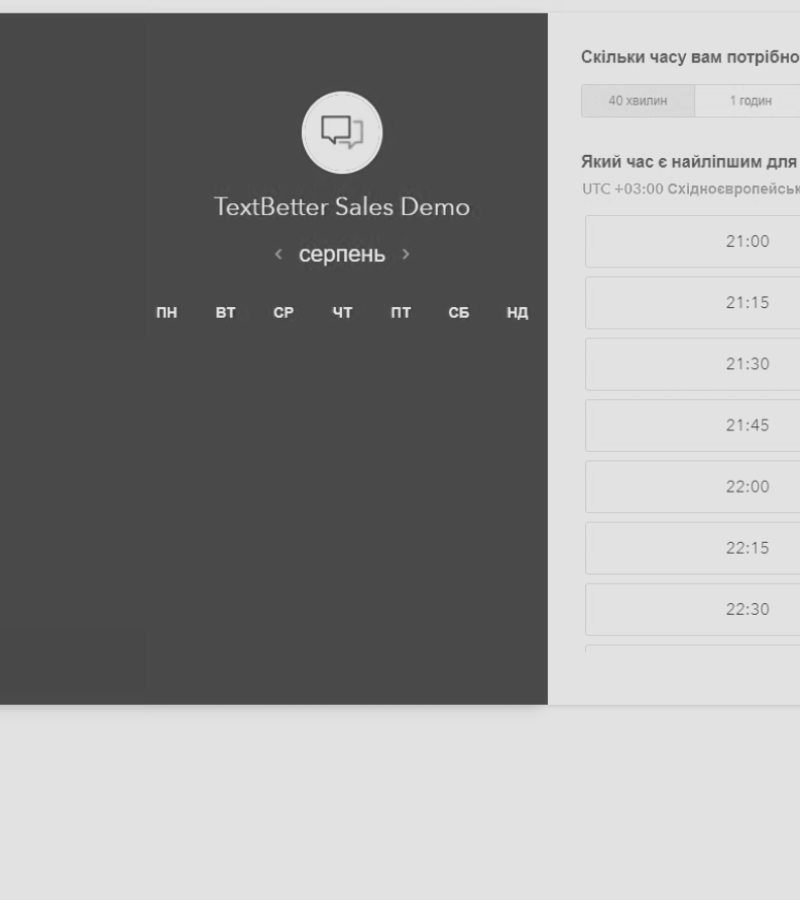 TextBetter Sales Demo
серпень
ПН ВТ СР ЧТ ПТ СБ НД
Скільки часу вам потрібно
40 хвилин 1 годин
Який час є найліпшим для
UTC +03:00 Східноєвропейськ
21:00
21:15
21:30
21:45
22:00
22:15
22:30